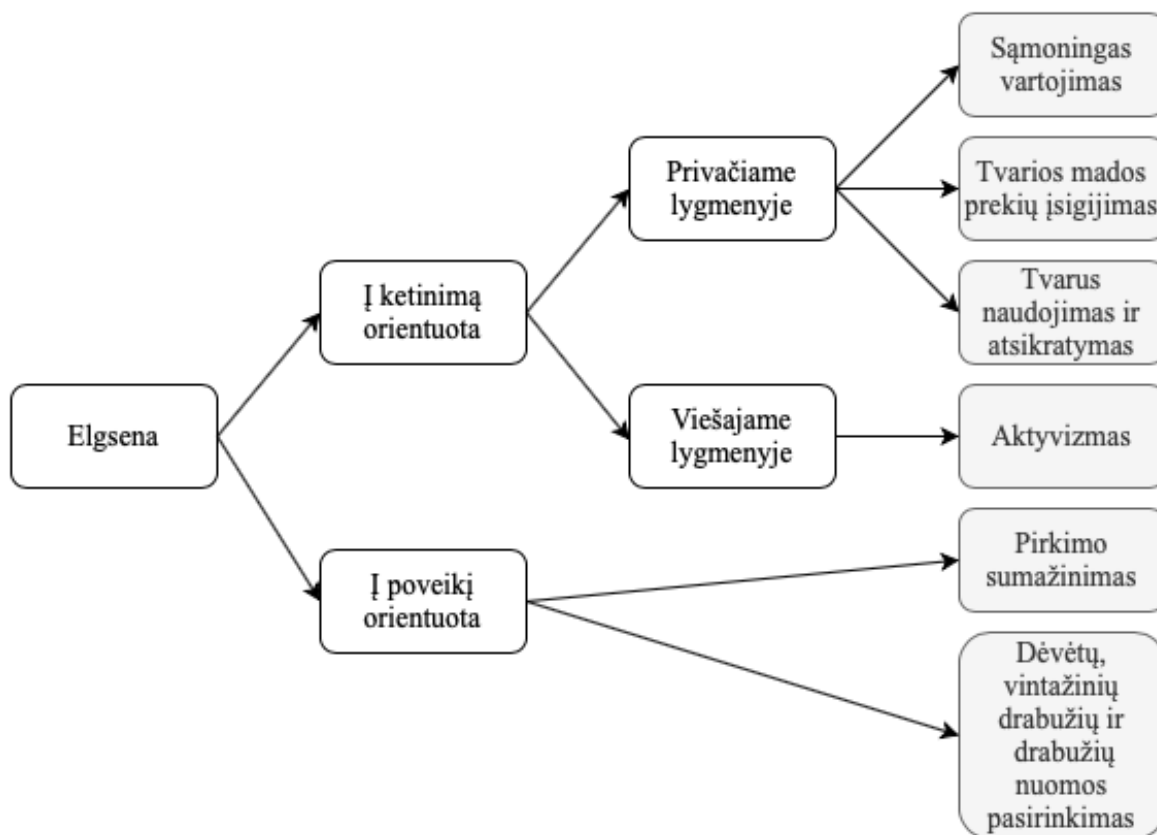 Elgsena
Į ketinimą
orientuota
Į poveikį
orientuota
Privačiame
lygmenyje
Viešajame
lygmenyje
Sąmoningas
vartojimas
Tvarios mados
prekių įsigijimas
Tvarus
naudojimas ir
atsikratymas
Aktyvizmas
Pirkimo
sumažinimas
Dėvėtų,
vintažinių
drabužių ir
drabužių
nuomos
pasirinkimas